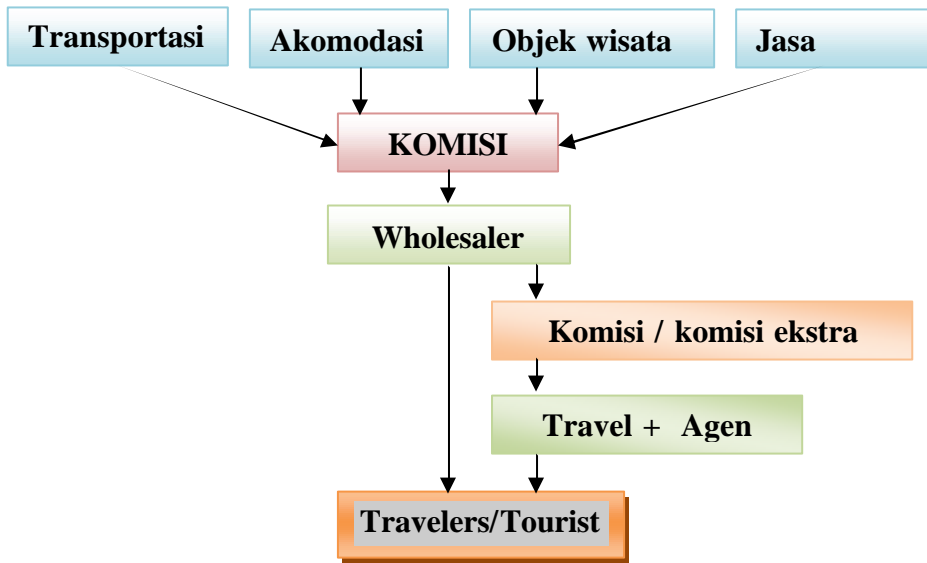 Transportasi
Akomodasi
Objek wisata
Jasa
KOMISI
Wholesaler
Komisi / komisi ekstra
Travel + Agen
Travelers/Tourist